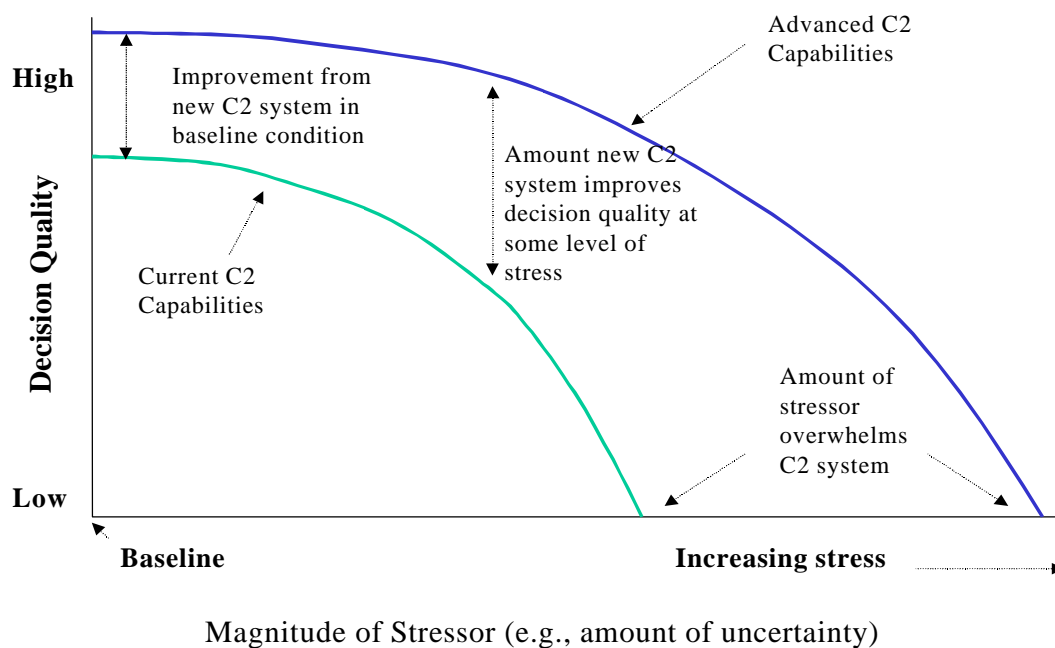 Advanced C2
Capabilities
High
Improvement from
new C2 system in
baseline condition
Amount new C2
system improves
decision quality at
some level of
stress
Decision Quality
Current C2
Capabilities
Amount of
stressor
overwhelms
C2 system
Low
Baseline
Increasing stress
Magnitude of Stressor (e.g., amount of uncertainty)